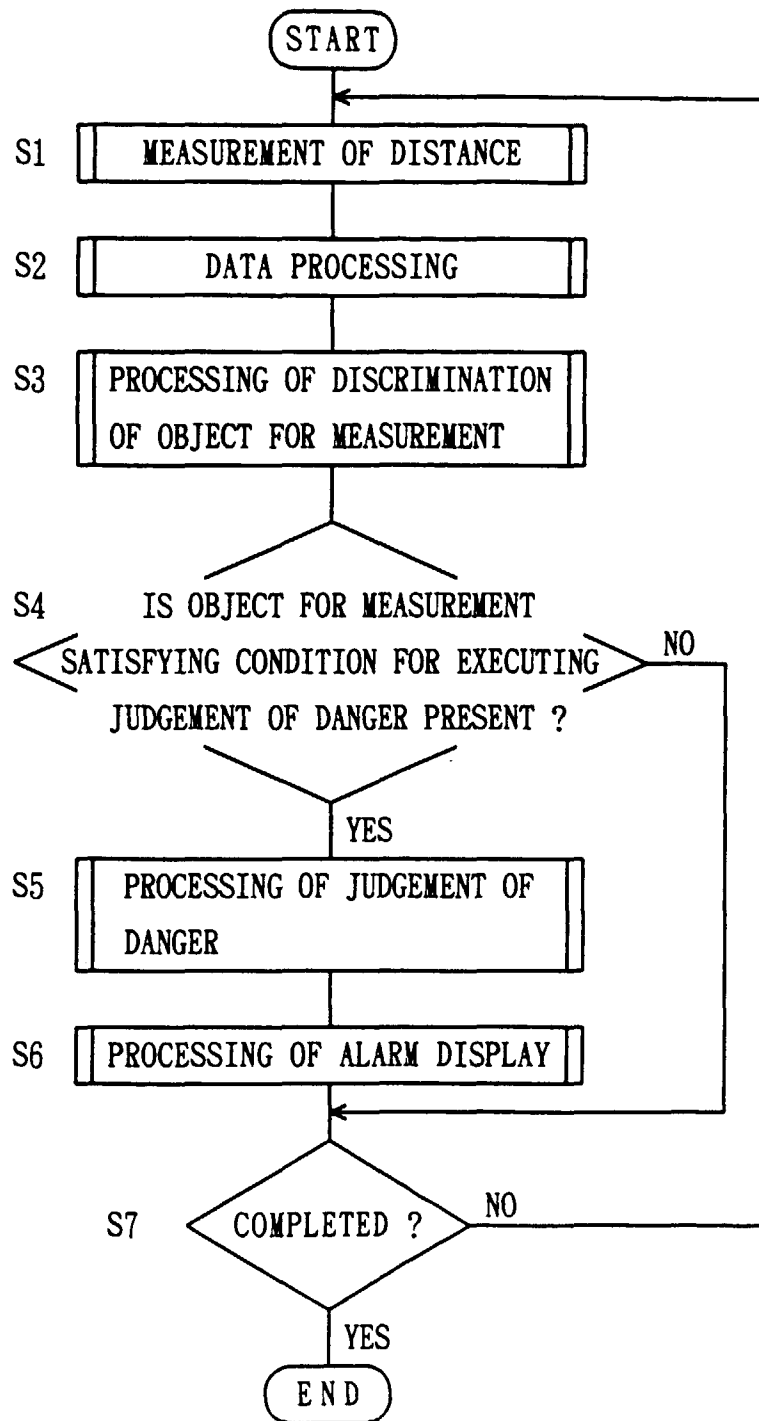 START
S1 MEASUREMENT OF DISTANCE
S2 DATA PROCESSING
S3 PROCESSING OF DISCRIMINATION
OF OBJECT FOR MEASUREMENT
S4 IS OBJECT FOR MEASUREMENT
SATISFYING CONDITION FOR EXECUTING
NO
JUDGEMENT OF DANGER PRESENT ?
YES
S5 PROCESSING OF JUDGEMENT OF
DANGER
S6 PROCESSING OF ALARM DISPLAY
S7 COMPLETED ?
NO
YES
END